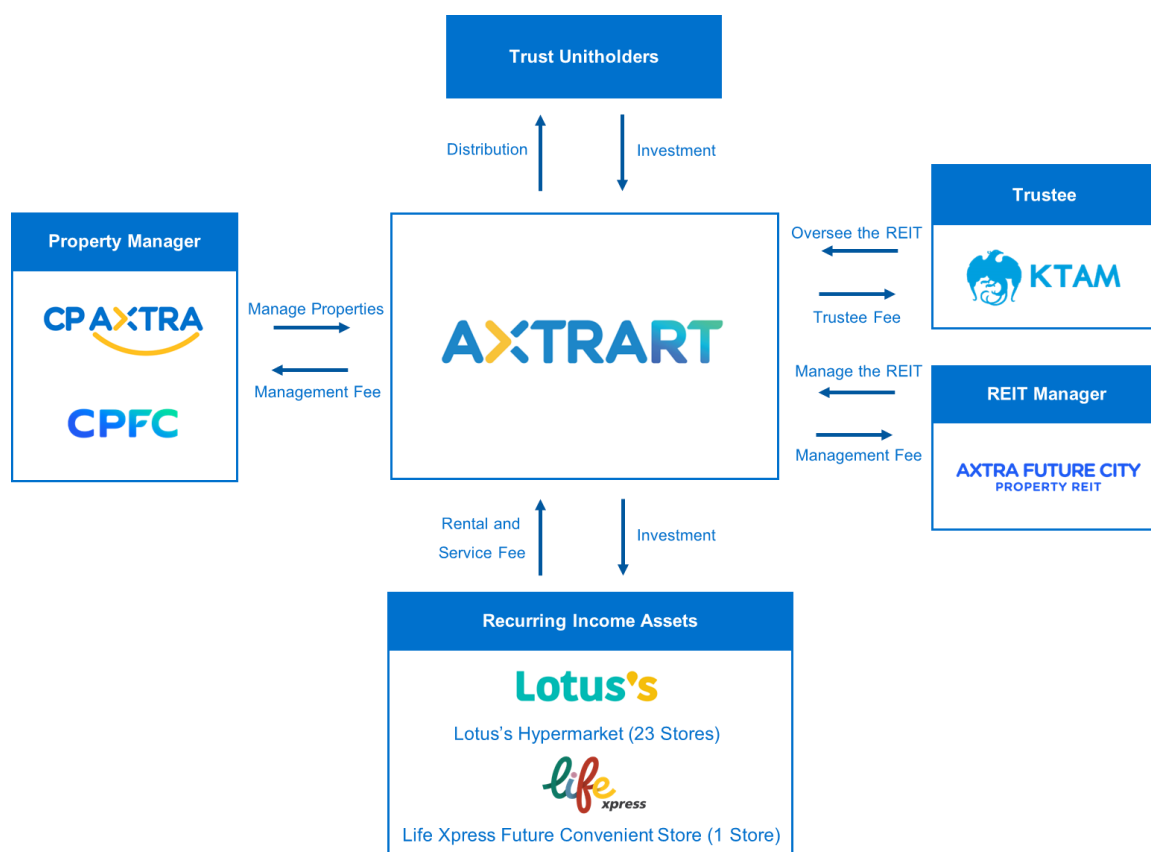 Trust Unitholders
Distribution
Investment
Trustee
Oversee the REIT
KTAM
Trustee Fee
Property Manager
CP AXTRA
CPFC
Manage Properties
Management Fee
AXTRART
Manage the REIT
Management Fee
REIT Manager
AXTRA FUTURE CITY
PROPERTY REIT
Rental and
Service Fee
Investment
Recurring Income Assets
Lotus's
Lotus’s Hypermarket (23 Stores)
life
xpress
Life Xpress Future Convenient Store (1 Store)